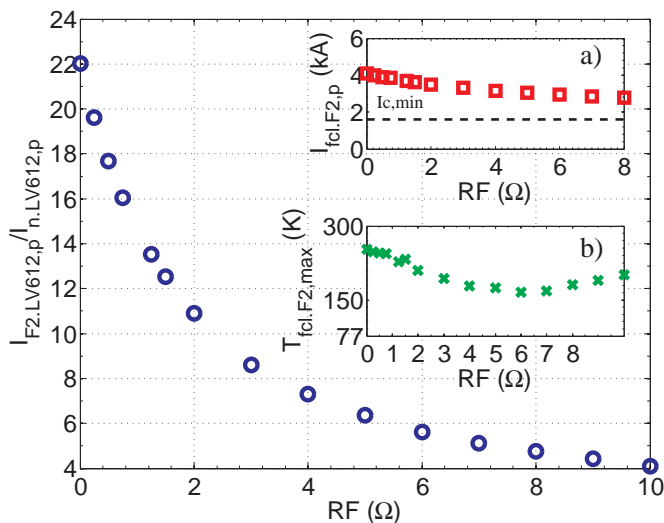 I_F2.LV612,p/I_n.LV612,p
22
20
18
16
14
12
10
8
6
4
0 2 4 6 8 10
RF (Ω)
a)
I_fcl.F2,p (kA)
6
4
2
0
Ic,min
0 2 4 6 8
RF (Ω)
b)
T_fcl.F2,max (K)
300
150
77
0 1 2 3 4 5 6 7 8
RF (Ω)